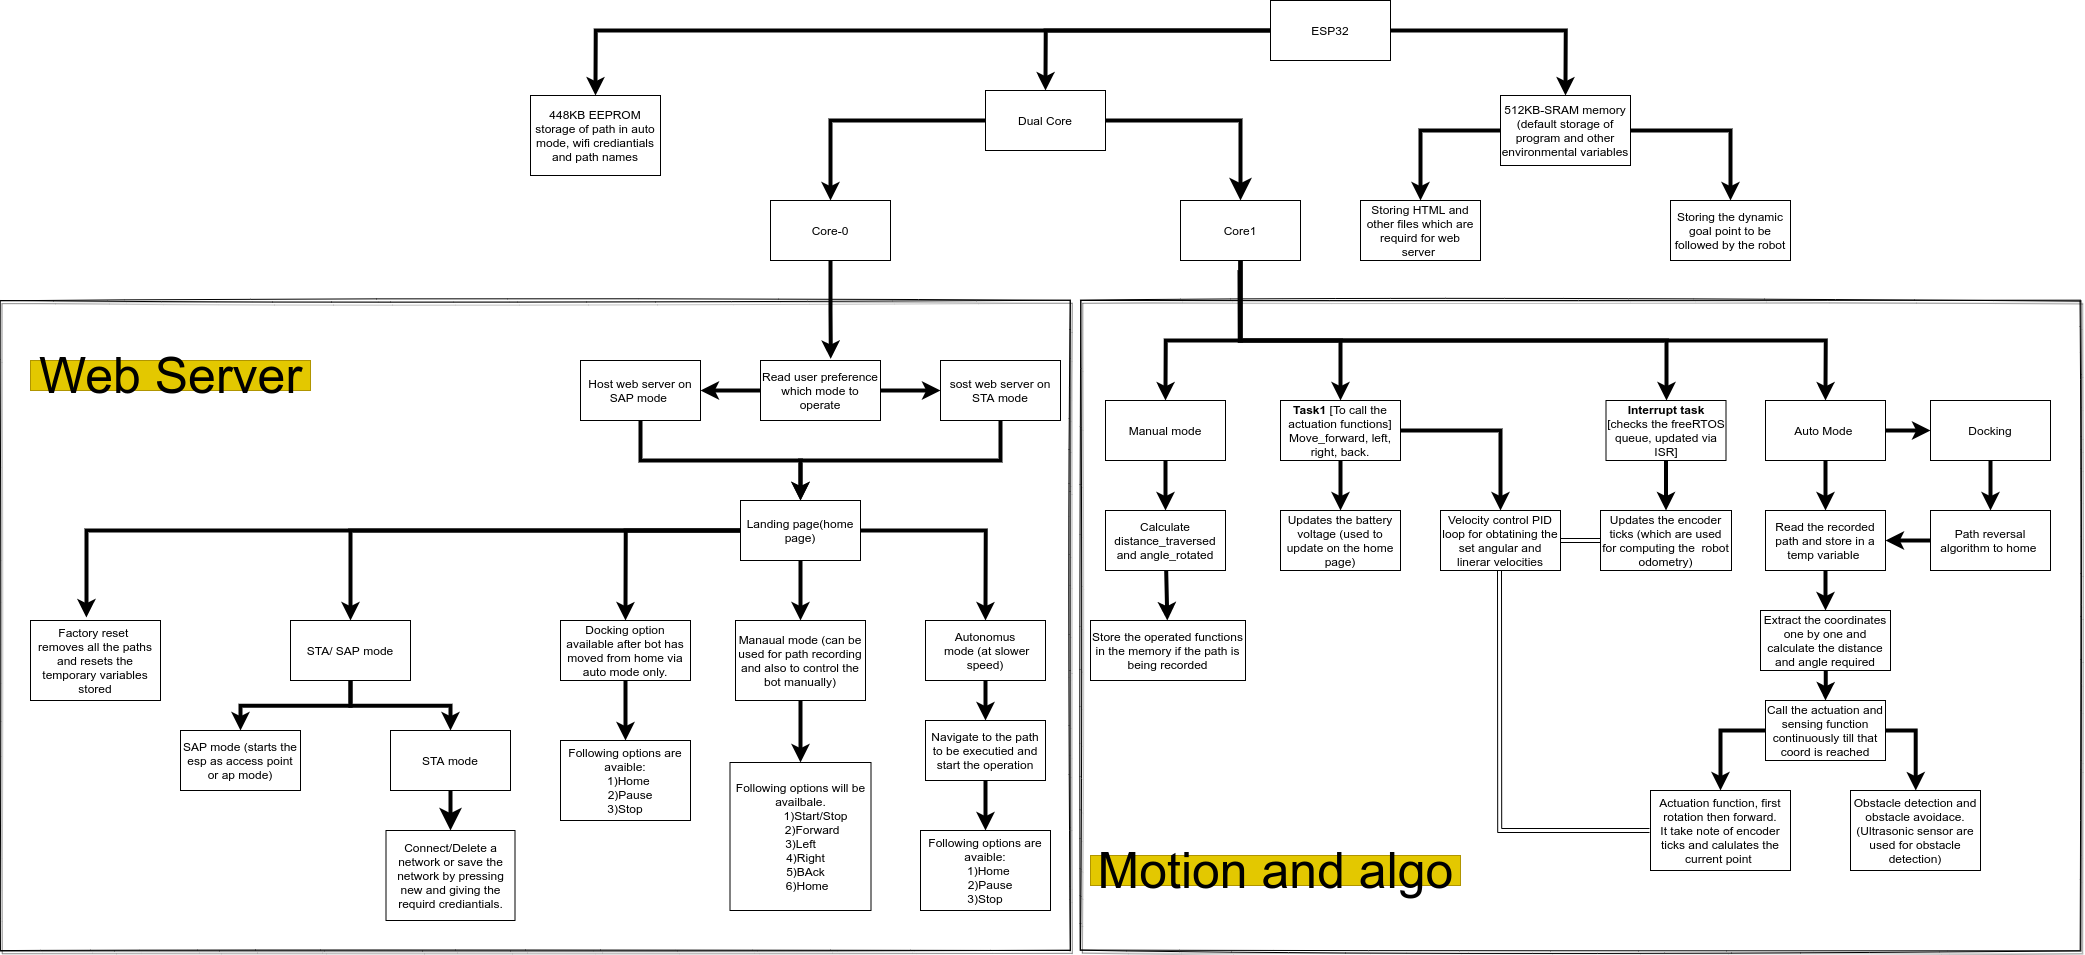 ESP32
448KB EEPROM
storage of path in auto
mode, wifi crediantials
and path names
Dual Core
512KB-SRAM memory
(default storage of
program and other
environmental variables
Core-0
Core1
Storing HTML and
other files which are
requird for web
server
Storing the dynamic
goal point to be
followed by the robot
Web Server
Host web server on
SAP mode
Read user preference
which mode to
operate
sost web server on
STA mode
Landing page(home
page)
Factory reset
removes all the paths
and resets the
temporary variables
stored
STA/ SAP mode
Docking option
available after bot has
moved from home via
auto mode only.
Manaual mode (can be
used for path recording
and also to control the
bot manually)
Autonomus
mode (at slower
speed)
SAP mode (starts the
esp as access point
or ap mode)
STA mode
Following options are
avaible:
1)Home
2)Pause
3)Stop
Following options will be
availbale.
1)Start/Stop
2)Forward
3)Left
4)Right
5)BAck
6)Home
Navigate to the path
to be executied and
start the operation
Connect/Delete a
network or save the
network by pressing
new and giving the
requird crediantials.
Following options are
avaible:
1)Home
2)Pause
3)Stop
Manual mode
Task1 [To call the
actuation functions]
Move_forward, left,
right, back.
Interrupt task
[checks the freeRTOS
queue, updated via
ISR]
Auto Mode
Docking
Calculate
distance_traversed
and angle_rotated
Updates the battery
voltage (used to
update on the home
page)
Velocity control PID
loop for obtatining the
set angular and
linerar velocities
Updates the encoder
ticks (which are used
for computing the robot
odometry)
Read the recorded
path and store in a
temp variable
Path reversal
algorithm to home
Store the operated functions
in the memory if the path is
being recorded
Extract the coordinates
one by one and
calculate the distance
and angle required
Call the actuation and
sensing function
continuously till that
coord is reached
Actuation function, first
rotation then forward.
It take note of encoder
ticks and calulates the
current point
Obstacle detection and
obstacle avoidace.
(Ultrasonic sensor are
used for obstacle
detection)
Motion and algo